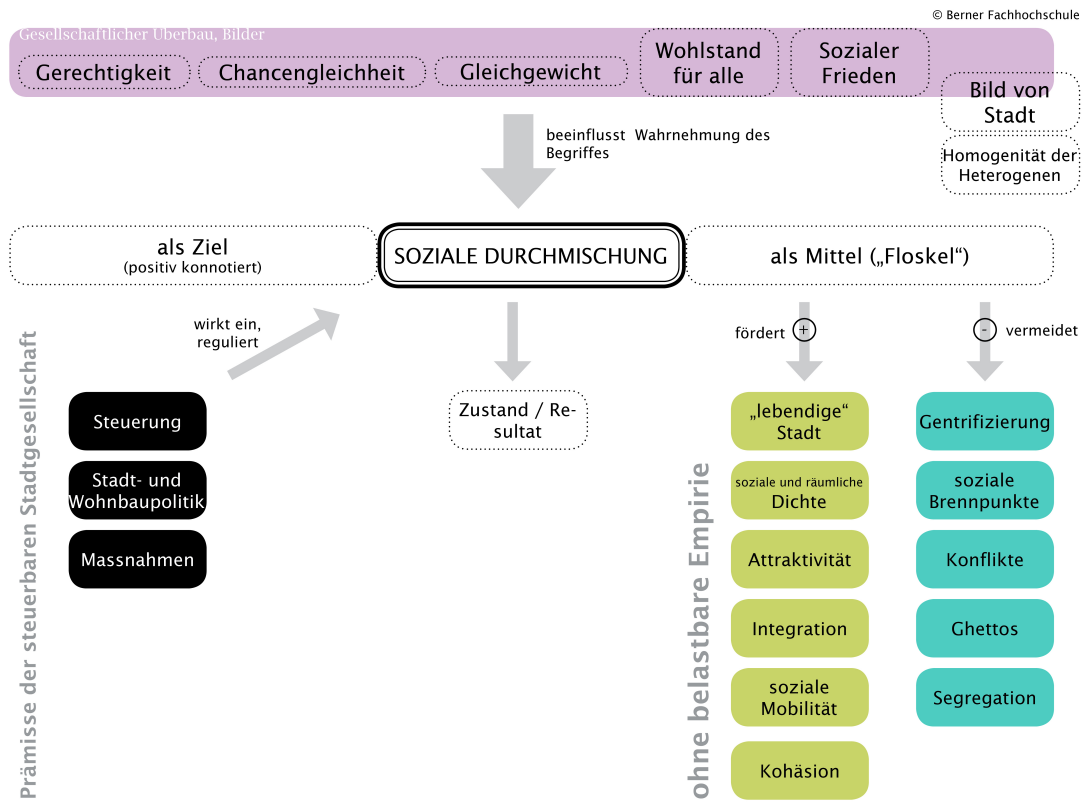 © Berner Fachhochschule
Gesellschaftlicher Überbau, Bilder
Gerechtigkeit
Chancengleichheit
Gleichgewicht
Wohlstand
für alle
Sozialer
Frieden
Bild von
Stadt
Homogenität der
Heterogenen
beeinflusst Wahrnehmung des
Begriffes
als Ziel
(positiv konnotiert)
SOZIALE DURCHMISCHUNG
als Mittel („Floskel“)
wirkt ein,
reguliert
fördert
+
-
vermeidet
Prämisse der steuerbaren Stadtgesellschaft
Steuerung
Stadt- und
Wohnbaupolitik
Massnahmen
Zustand / Re-
sultat
ohne belastbare Empirie
„lebendige“
Stadt
soziale und räumliche
Dichte
Attraktivität
Integration
soziale
Mobilität
Kohäsion
Gentrifizierung
soziale
Brennpunkte
Konflikte
Ghettos
Segregation